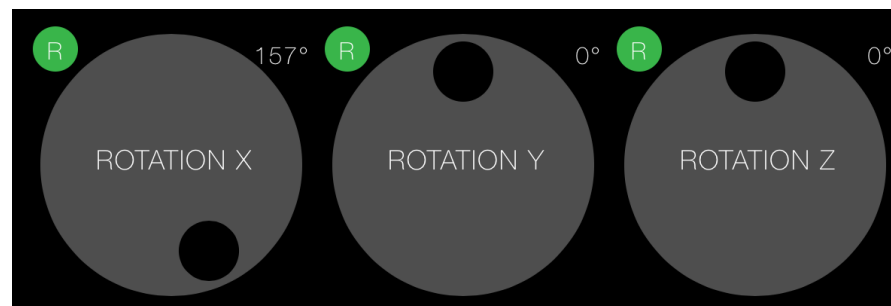 R 157° R 0° R 0°
ROTATION X ROTATION Y ROTATION Z